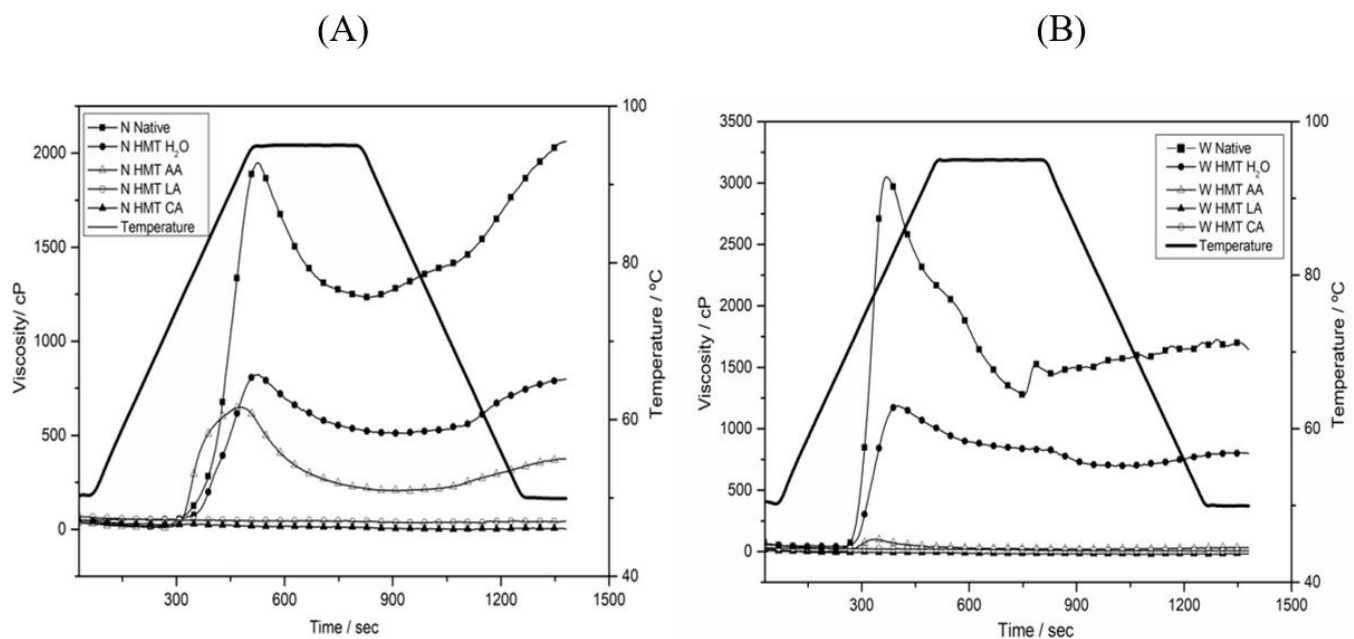 (A)
(B)
N Native
N HMT H₂O
N HMT AA
N HMT LA
N HMT CA
Temperature
2000
1500
1000
500
0
Viscosity/ cP
100
80
60
40
Temperature / ºC
300
600
900
1200
1500
Time / sec
W Native
W HMT H₂O
W HMT AA
W HMT LA
W HMT CA
Temperature
3500
3000
2500
2000
1500
1000
500
0
Viscosity / cP
100
80
60
40
Temperature / ºC
300
600
900
1200
1500
Time / sec